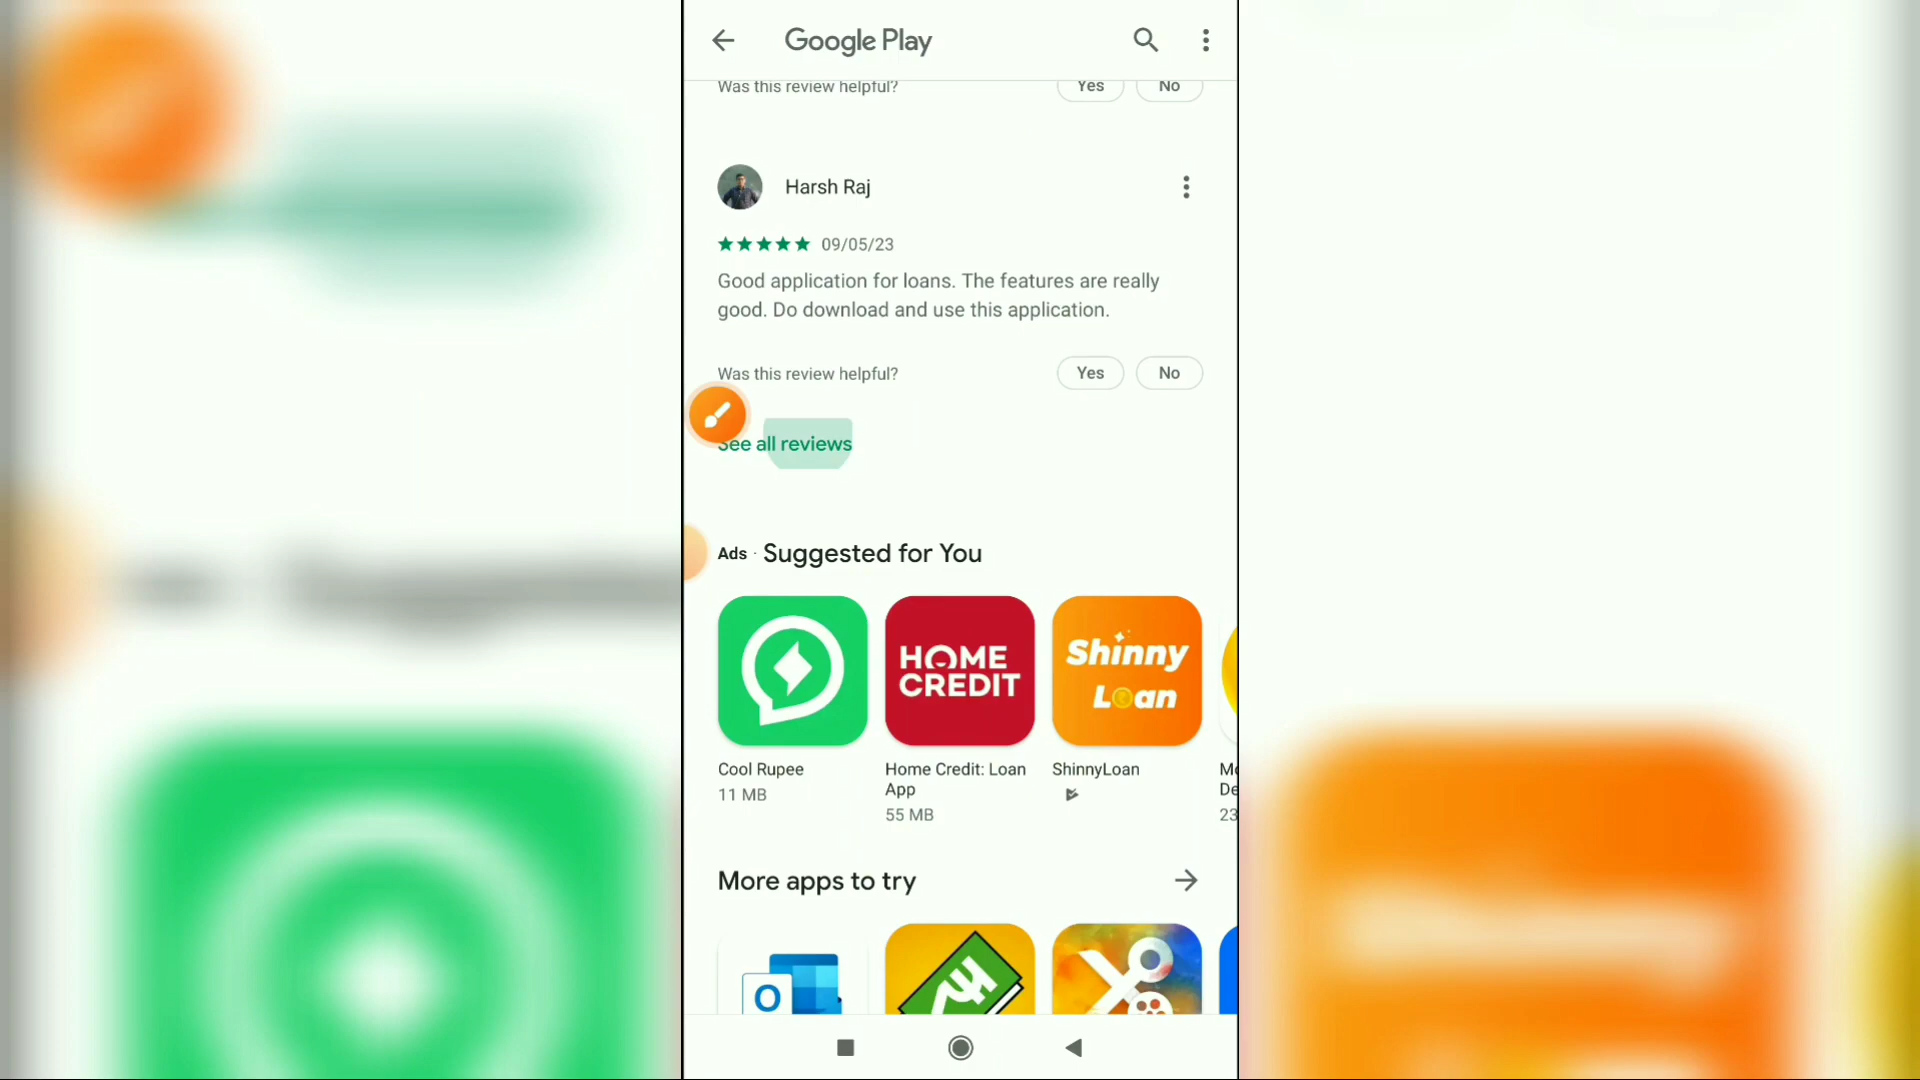 Google Play
Was this review helpful?
Yes
No
Harsh Raj
09/05/23
Good application for loans. The features are really
good. Do download and use this application.
Was this review helpful?
Yes
No
See all reviews
Ads · Suggested for You
HOME
CREDIT
Shinny
Loan
Cool Rupee
11 MB
Home Credit: Loan
App
55 MB
ShinnyLoan
23
More apps to try
O